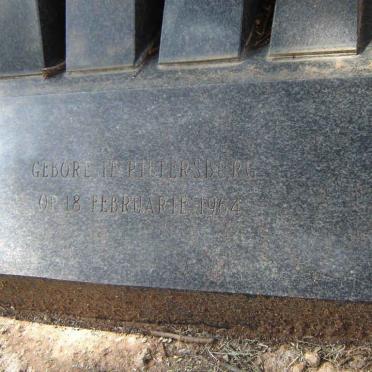 GEBORE TE PIETERSBURG
OP 18 FEBRUARIE 1964